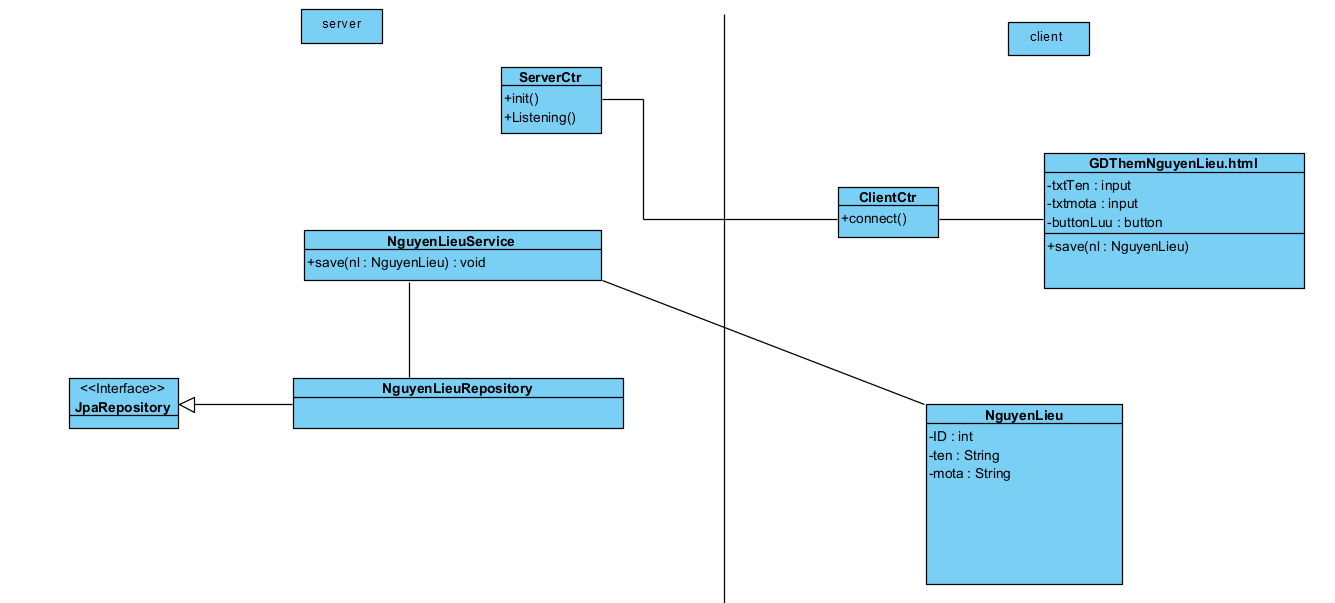 server
client
ServerCtr
+init()
+Listening()
GDThemNguyenLieu.html
-txtTen : input
-txtmota : input
-buttonLuu : button
+save(nl : NguyenLieu)
ClientCtr
+connect()
NguyenLieuService
+save(nl : NguyenLieu) : void
<<Interface>>
JpaRepository
NguyenLieuRepository
NguyenLieu
-ID : int
-ten : String
-mota : String